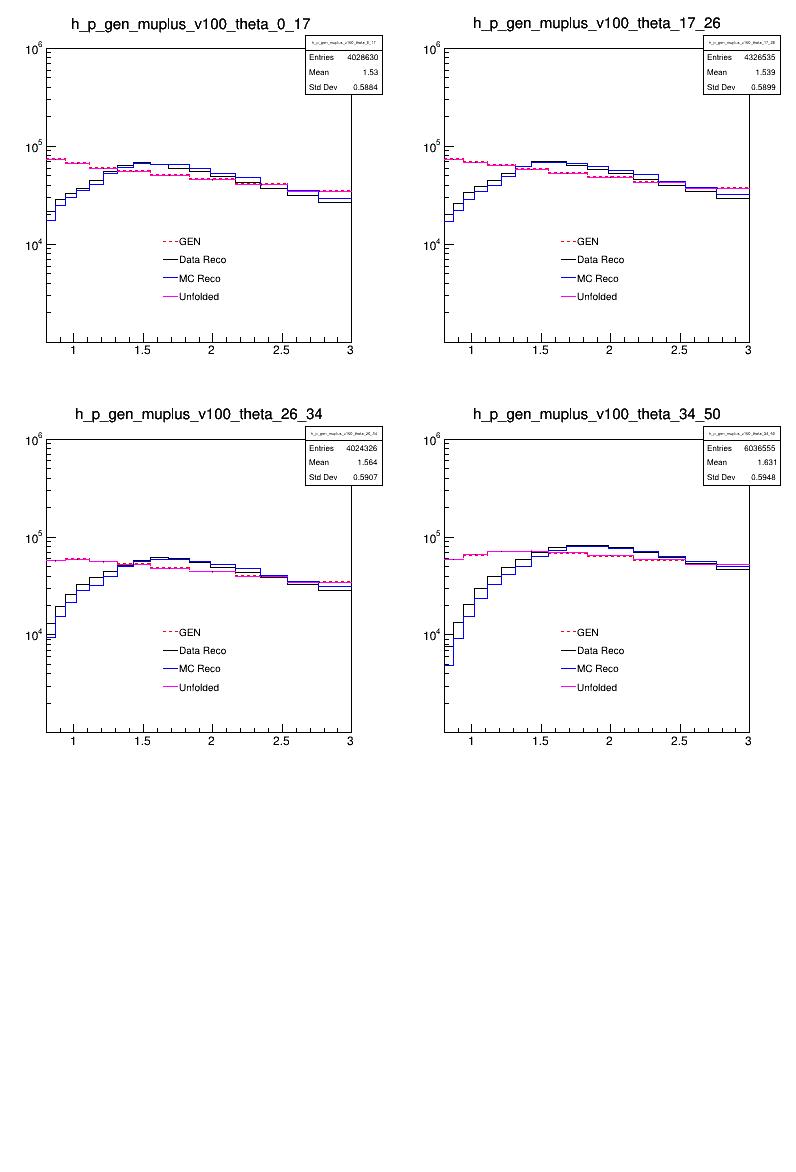 h_p_gen_muplus_v100_theta_0_17
h_p_gen_muplus_v100_theta_0_17
Entries 4028630
Mean 1.53
Std Dev 0.5884
10^6
10^5
10^4
GEN
Data Reco
MC Reco
Unfolded
1 1.5 2 2.5 3
h_p_gen_muplus_v100_theta_17_26
h_p_gen_muplus_v100_theta_17_26
Entries 4326535
Mean 1.539
Std Dev 0.5899
10^6
10^5
10^4
GEN
Data Reco
MC Reco
Unfolded
1 1.5 2 2.5 3
h_p_gen_muplus_v100_theta_26_34
h_p_gen_muplus_v100_theta_26_34
Entries 4024326
Mean 1.564
Std Dev 0.5907
10^6
10^5
10^4
GEN
Data Reco
MC Reco
Unfolded
1 1.5 2 2.5 3
h_p_gen_muplus_v100_theta_34_50
h_p_gen_muplus_v100_theta_34_50
Entries 6036555
Mean 1.631
Std Dev 0.5948
10^6
10^5
10^4
GEN
Data Reco
MC Reco
Unfolded
1 1.5 2 2.5 3